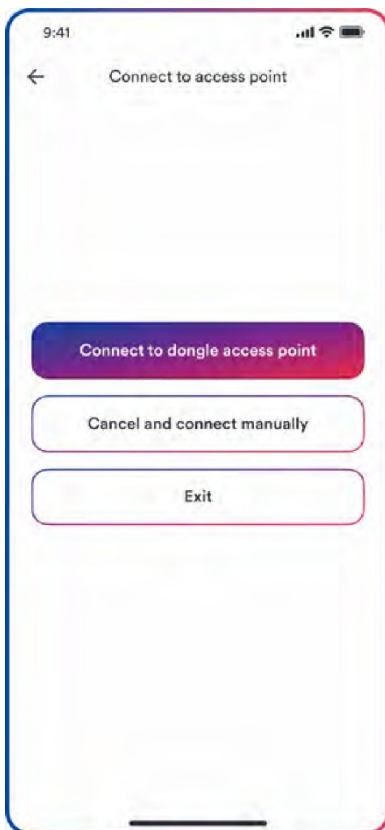 9:41
Connect to access point
Connect to dongle access point
Cancel and connect manually
Exit